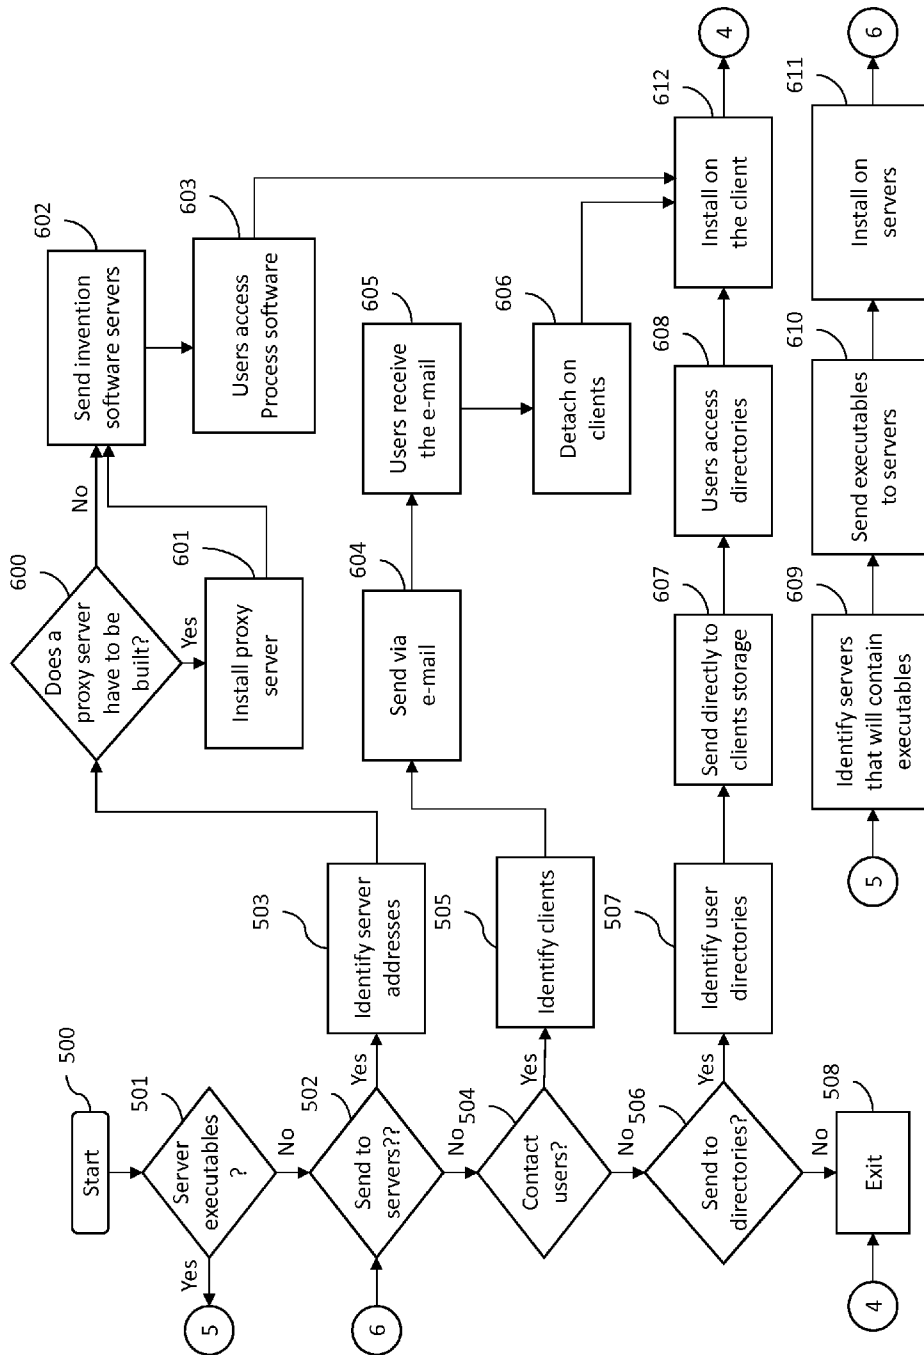 500
Start
501
Server
executables
?
Yes
5
No
502
Send to
servers??
6
Yes
503
Identify server
addresses
No
504
Contact
users?
Yes
505
Identify clients
No
506
Send to
directories?
Yes
507
Identify user
directories
No
508
Exit
4
600
Does a
proxy server
have to be
built?
Yes
601
Install proxy
server
No
602
Send invention
software servers
603
Users access
Process software
604
Send via
e-mail
605
Users receive
the e-mail
606
Detach on
clients
607
Send directly to
clients storage
608
Users access
directories
612
Install on
the client
4
5
609
Identify servers
that will contain
executables
610
Send executables
to servers
611
Install on
servers
6